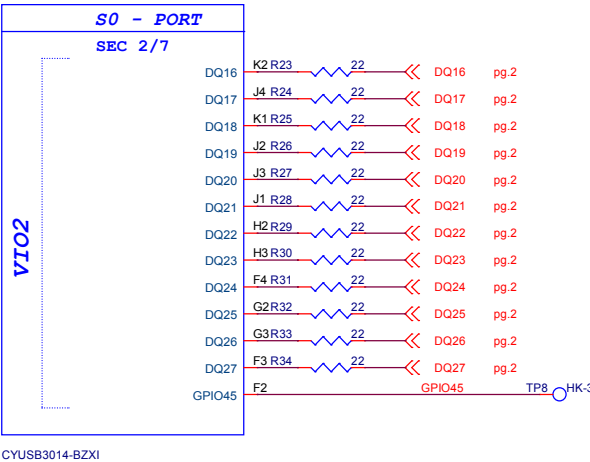 S0 - PORT
SEC 2/7
VIO2
DQ16 K2 R23 22 DQ16 pg.2
DQ17 J4 R24 22 DQ17 pg.2
DQ18 K1 R25 22 DQ18 pg.2
DQ19 J2 R26 22 DQ19 pg.2
DQ20 J3 R27 22 DQ20 pg.2
DQ21 J1 R28 22 DQ21 pg.2
DQ22 H2 R29 22 DQ22 pg.2
DQ23 H3 R30 22 DQ23 pg.2
DQ24 F4 R31 22 DQ24 pg.2
DQ25 G2 R32 22 DQ25 pg.2
DQ26 G3 R33 22 DQ26 pg.2
DQ27 F3 R34 22 DQ27 pg.2
GPIO45 F2 GPIO45 TP8 HK-3
CYUSB3014-BZXI